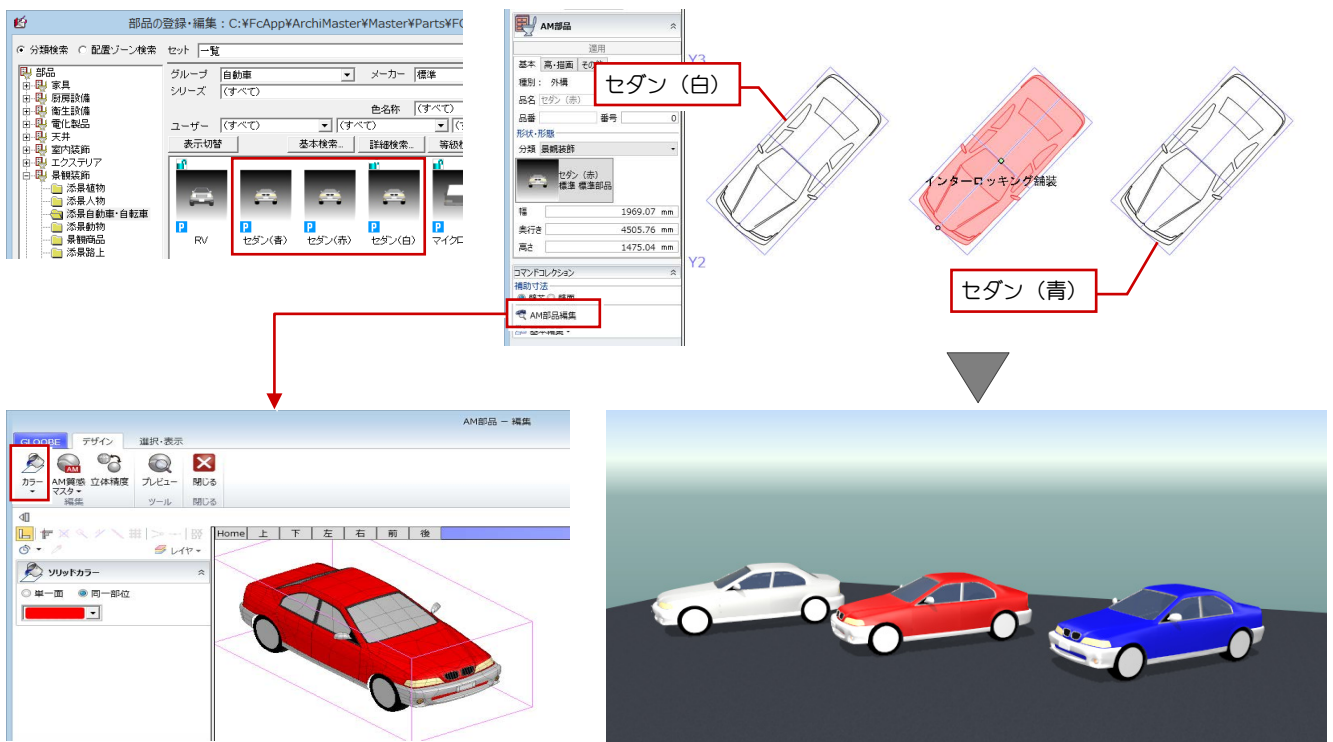 部品の登録・編集：C:¥FcApp¥ArchiMaster¥Master¥Parts¥FC
分類検索 配置ゾーン検索 セット 一覧
部品
家具
厨房設備
衛生設備
電化製品
天井
室内装飾
エクステリア
景観装飾
添景植物
添景人物
添景自動車・自転車
添景動物
景観商品
添景路上
グループ 自動車 メーカー 標準
シリーズ (すべて)
色名称 (すべて)
ユーザー (すべて) (すべて)
表示切替 基本検索... 詳細検索...
RV セダン(青) セダン(赤) セダン(白) マイクロ
AM部品
適用
基本 高・描画 その
種別： 外構
品名 セダン（赤）
品番 番号 0
形状・形態
分類 景観装飾
セダン（赤）
標準 標準部品
幅 1969.07 mm
奥行き 4505.76 mm
高さ 1475.04 mm
コマンドコレクション
補助寸法
AM部品編集
基本編集
Y3
セダン（白）
インターロッキング舗装
Y2
セダン（青）
AM部品 － 編集
GLOOBE デザイン 選択・表示
カラー AM質感マスタ 立体精度 プレビュー 閉じる
編集 ツール 閉じる
レイヤ
ソリッドカラー
単一面 同一部位
Home 上 下 左 右 前 後